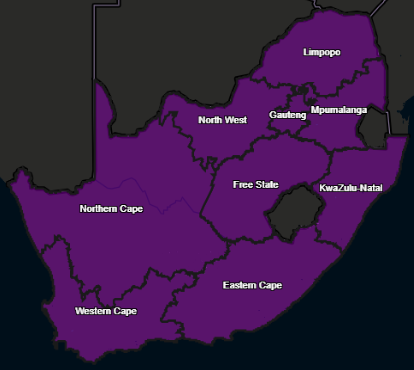 Limpopo
Mpumalanga
Gauteng
North West
Free State
KwaZulu-Natal
Northern Cape
Eastern Cape
Western Cape